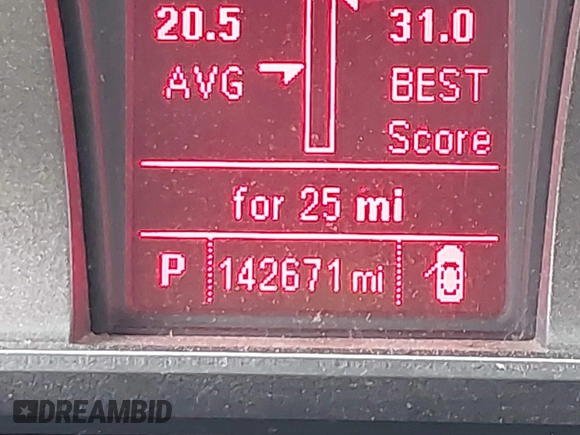 20.5 31.0
AVG BEST
Score
for 25 mi
P 142671 mi
DREAMBID